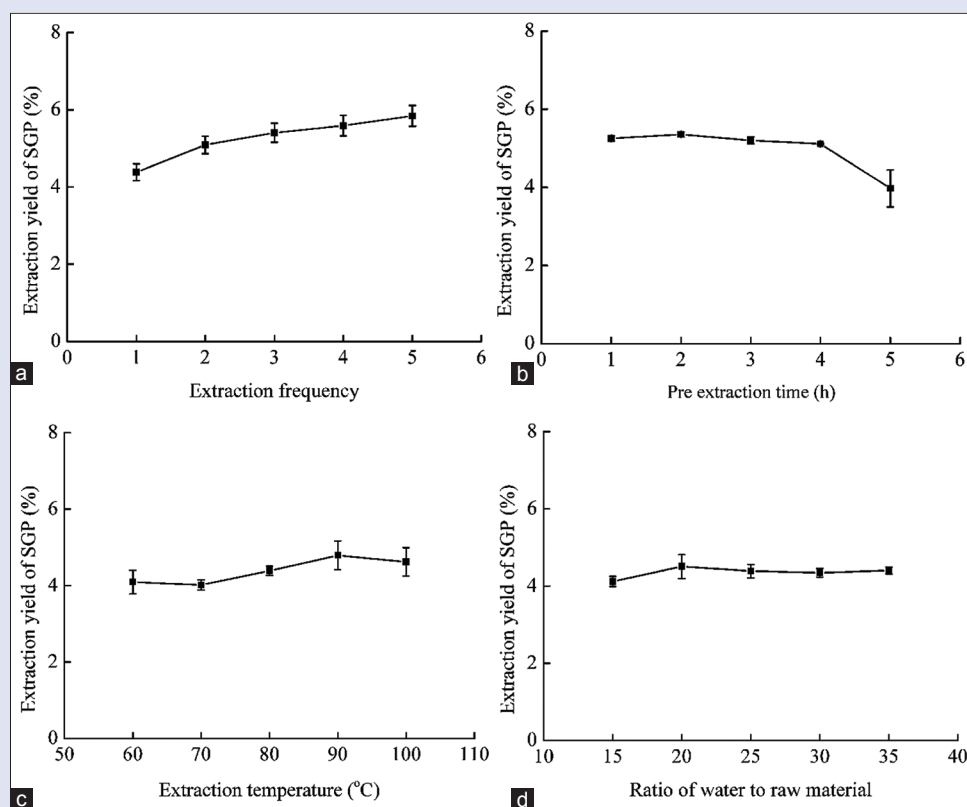 8
6
4
2
0
Extraction yield of SGP (%)
0 1 2 3 4 5 6
Extraction frequency
a
8
6
4
2
0
Extraction yield of SGP (%)
0 1 2 3 4 5 6
Pre extraction time (h)
b
8
6
4
2
0
Extraction yield of SGP (%)
50 60 70 80 90 100 110
Extraction temperature (°C)
c
8
6
4
2
0
Extraction yield of SGP (%)
10 15 20 25 30 35 40
Ratio of water to raw material
d